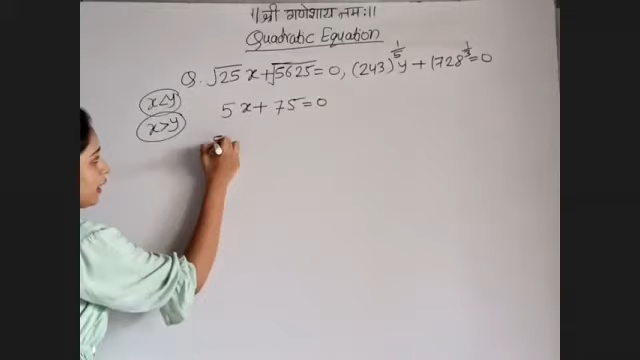 ||श्री गणेशाय नमः||
Quadratic Equation
Q. √25 x + √5625 = 0, (243)^(1/5) y + 1728^(1/3) = 0
x<y
5x + 75 = 0
x>y